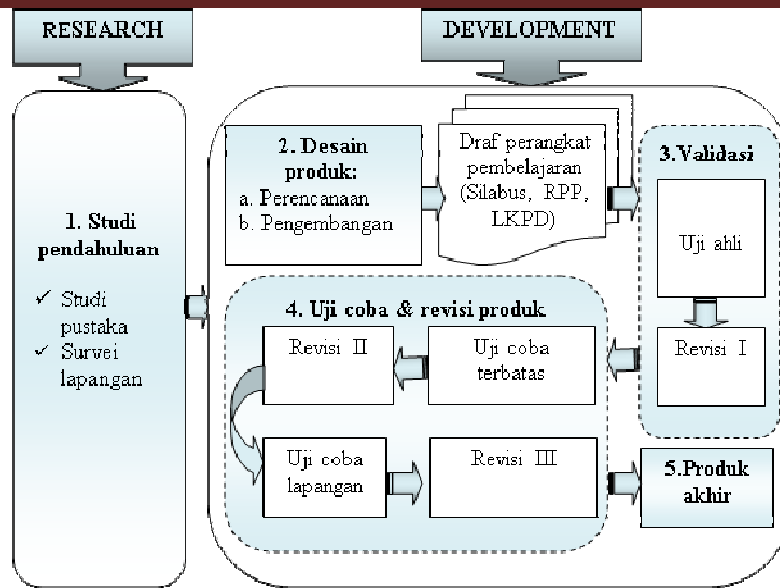 RESEARCH
DEVELOPMENT
1. Studi
pendahuluan
✓ Studi
pustaka
✓ Survei
lapangan
2. Desain
produk:
a. Perencanaan
b. Pengembangan
Draf perangkat
pembelajaran
(Silabus, RPP,
LKPD)
3.Validasi
Uji ahli
Revisi I
4. Uji coba & revisi produk
Uji coba
terbatas
Revisi II
Uji coba
lapangan
Revisi III
5.Produk
akhir